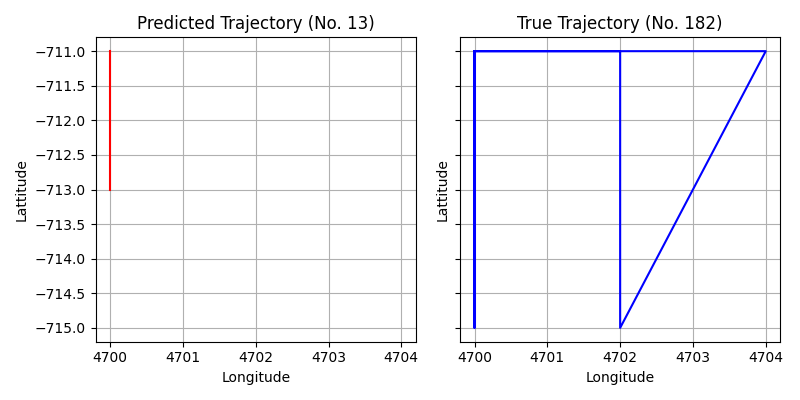 Predicted Trajectory (No. 13)
−711.0
−711.5
−712.0
−712.5
−713.0
−713.5
−714.0
−714.5
−715.0
Lattitude
4700 4701 4702 4703 4704
Longitude
True Trajectory (No. 182)
Lattitude
4700 4701 4702 4703 4704
Longitude